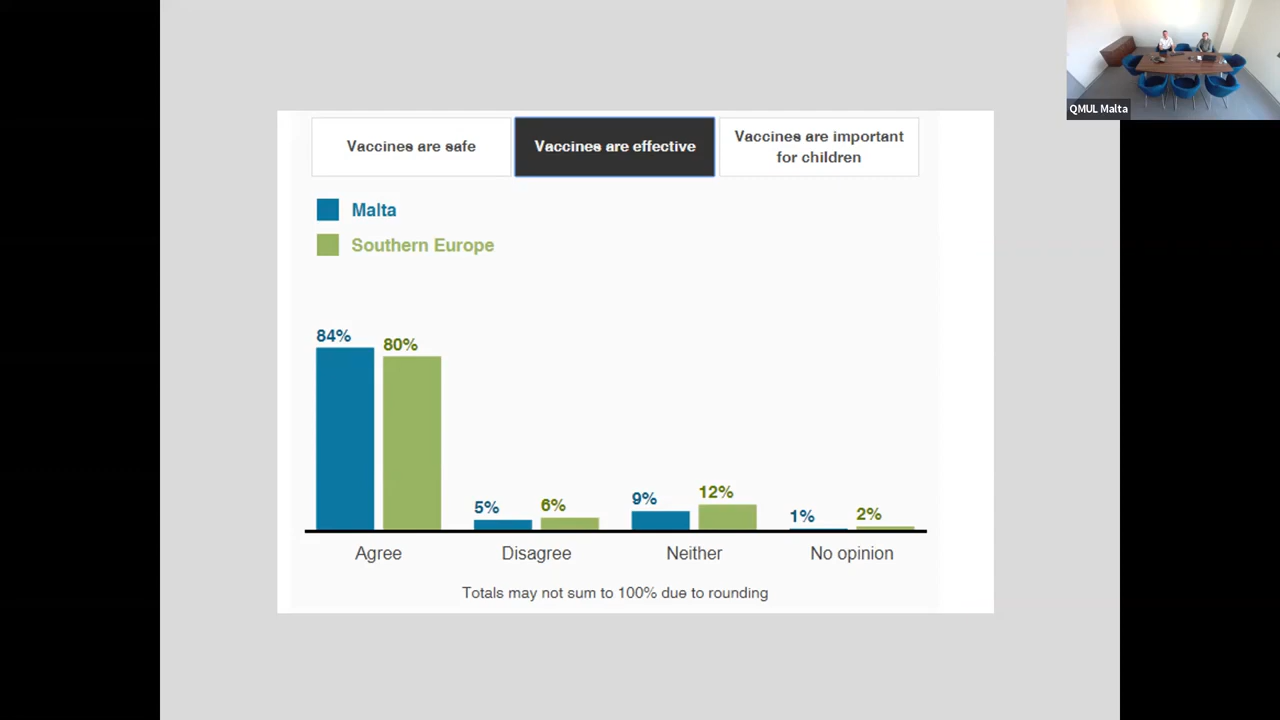 QMUL Malta
Vaccines are safe
Vaccines are effective
Vaccines are important
for children
Malta
Southern Europe
84%
80%
5%
6%
9%
12%
1%
2%
Agree
Disagree
Neither
No opinion
Totals may not sum to 100% due to rounding